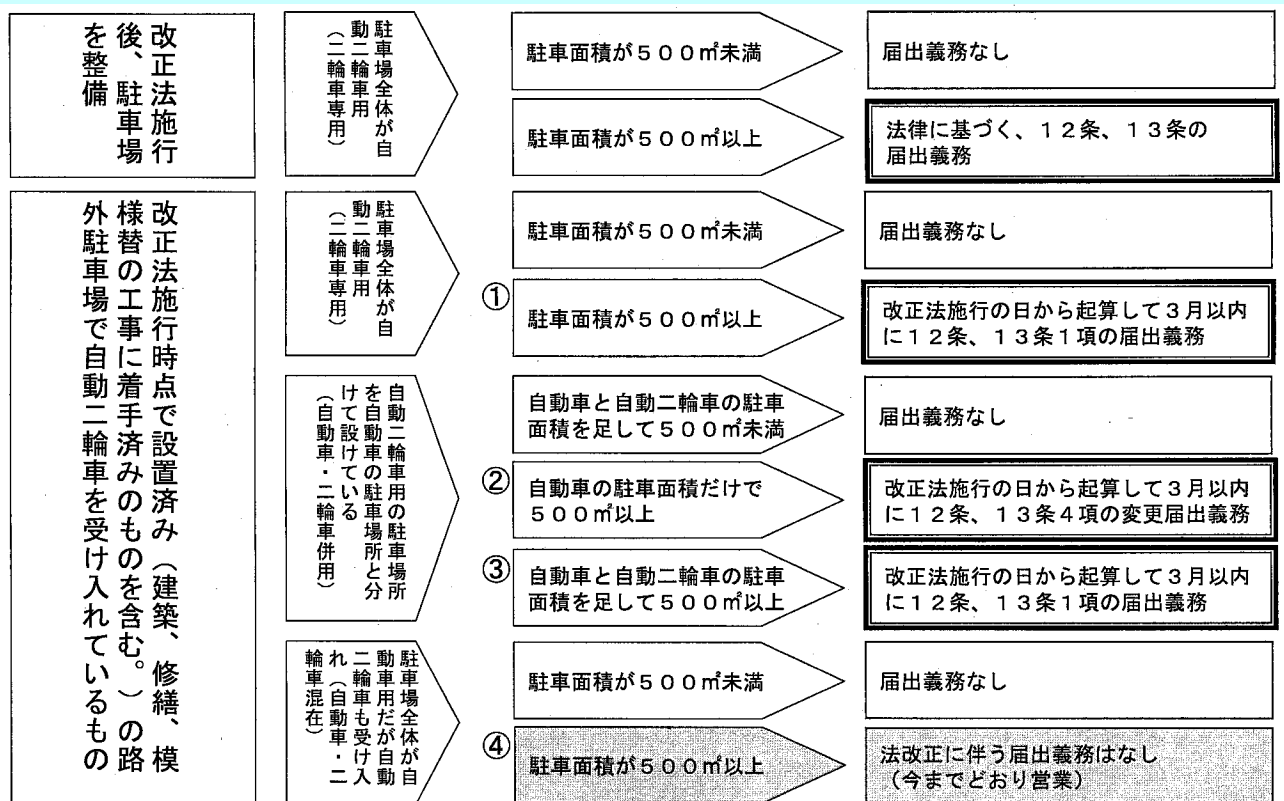 改正法施行
後、駐車場
を整備
駐車場全体が自
動二輪車用
（二輪車専用）
駐車面積が５００㎡未満
届出義務なし
駐車面積が５００㎡以上
法律に基づく、１２条、１３条の
届出義務
改正法施行時点で設置済み（建築、修繕、模
様替の工事に着手済みのものを含む。）の路
外駐車場で自動二輪車を受け入れているもの
駐車場全体が自
動二輪車用
（二輪車専用）
駐車面積が５００㎡未満
届出義務なし
①
駐車面積が５００㎡以上
改正法施行の日から起算して３月以内
に１２条、１３条１項の届出義務
自動二輪車用の駐車場所
を自動車の駐車場所と分
けて設けている
（自動車・二輪車併用）
自動車と自動二輪車の駐車
面積を足して５００㎡未満
届出義務なし
②
自動車の駐車面積だけで
５００㎡以上
改正法施行の日から起算して３月以内
に１２条、１３条４項の変更届出義務
③
自動車と自動二輪車の駐車
面積を足して５００㎡以上
改正法施行の日から起算して３月以内
に１２条、１３条１項の届出義務
駐車場全体が自
動車用だが自動
二輪車も受け入
れ（自動車・二
輪車混在）
駐車面積が５００㎡未満
届出義務なし
④
駐車面積が５００㎡以上
法改正に伴う届出義務はなし
（今までどおり営業）